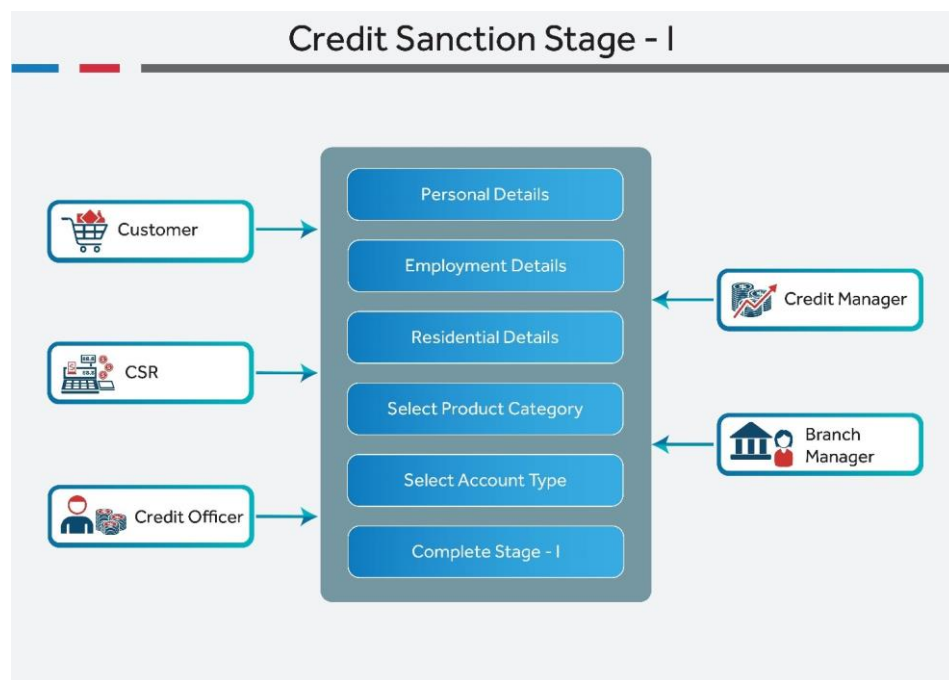 Credit Sanction Stage - I
Customer
CSR
Credit Officer
Personal Details
Employment Details
Residential Details
Select Product Category
Select Account Type
Complete Stage - I
Credit Manager
Branch
Manager